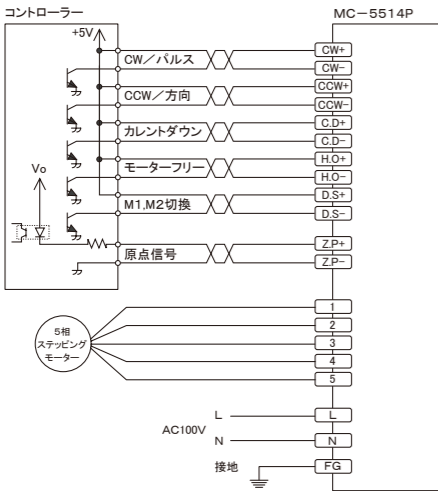 コントローラー
MC-5514P
+5V
CW/パルス
CW+
CW-
CCW/方向
CCW+
CCW-
カレントダウン
C.D+
C.D-
モーターフリー
H.O+
H.O-
M1,M2切換
D.S+
D.S-
Vo
原点信号
Z.P+
Z.P-
5相
ステッピング
モーター
1
2
3
4
5
AC100V
L
L
N
N
接地
FG